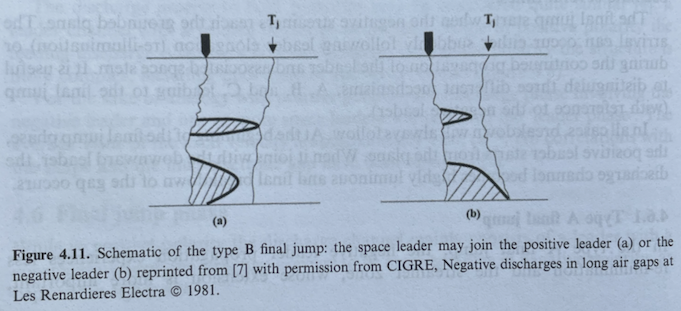 Tj Tj
(a) (b)
Figure 4.11. Schematic of the type B final jump: the space leader may join the positive leader (a) or the
negative leader (b) reprinted from [7] with permission from CIGRE, Negative discharges in long air gaps at
Les Renardieres Electra © 1981.